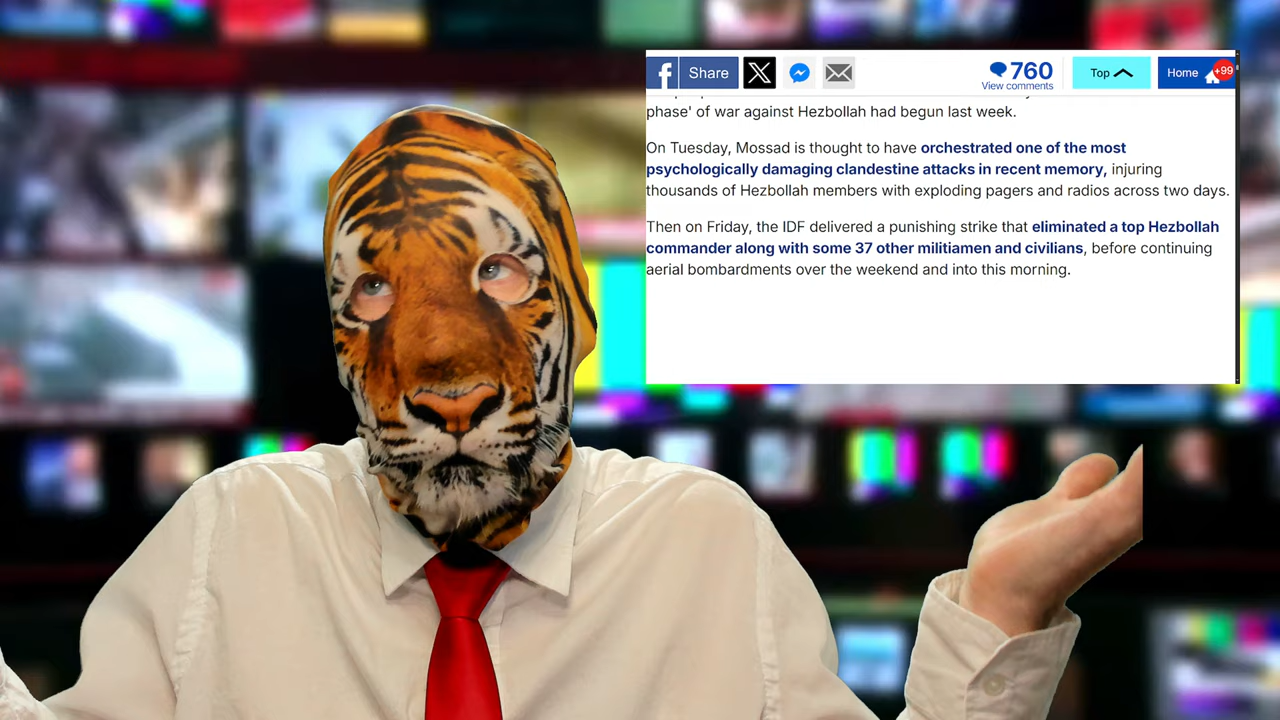 Share
760
View comments
Top
Home
+99
phase' of war against Hezbollah had begun last week.
On Tuesday, Mossad is thought to have orchestrated one of the most
psychologically damaging clandestine attacks in recent memory, injuring
thousands of Hezbollah members with exploding pagers and radios across two days.
Then on Friday, the IDF delivered a punishing strike that eliminated a top Hezbollah
commander along with some 37 other militiamen and civilians, before continuing
aerial bombardments over the weekend and into this morning.